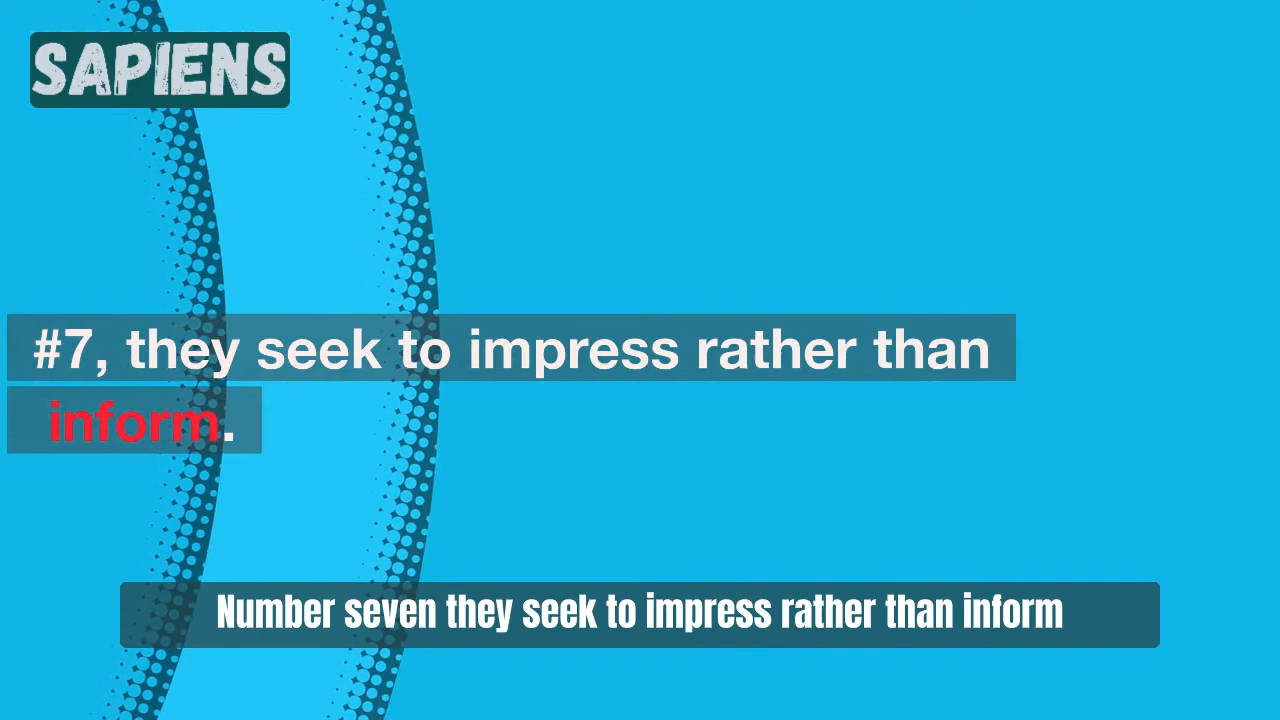 SAPIENS
#7, they seek to impress rather than
inform.
Number seven they seek to impress rather than inform